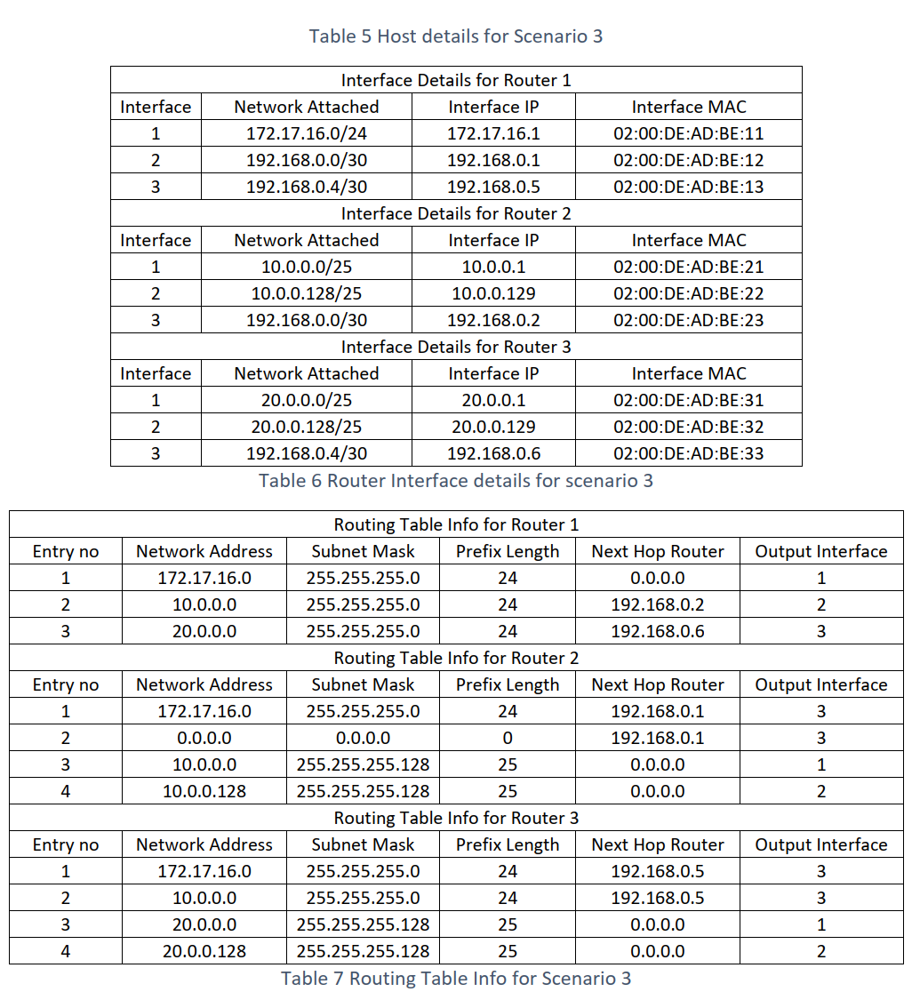 Table 5 Host details for Scenario 3
Interface Details for Router 1
Interface Network Attached Interface IP Interface MAC
1 172.17.16.0/24 172.17.16.1 02:00:DE:AD:BE:11
2 192.168.0.0/30 192.168.0.1 02:00:DE:AD:BE:12
3 192.168.0.4/30 192.168.0.5 02:00:DE:AD:BE:13
Interface Details for Router 2
Interface Network Attached Interface IP Interface MAC
1 10.0.0.0/25 10.0.0.1 02:00:DE:AD:BE:21
2 10.0.0.128/25 10.0.0.129 02:00:DE:AD:BE:22
3 192.168.0.0/30 192.168.0.2 02:00:DE:AD:BE:23
Interface Details for Router 3
Interface Network Attached Interface IP Interface MAC
1 20.0.0.0/25 20.0.0.1 02:00:DE:AD:BE:31
2 20.0.0.128/25 20.0.0.129 02:00:DE:AD:BE:32
3 192.168.0.4/30 192.168.0.6 02:00:DE:AD:BE:33
Table 6 Router Interface details for scenario 3
Routing Table Info for Router 1
Entry no Network Address Subnet Mask Prefix Length Next Hop Router Output Interface
1 172.17.16.0 255.255.255.0 24 0.0.0.0 1
2 10.0.0.0 255.255.255.0 24 192.168.0.2 2
3 20.0.0.0 255.255.255.0 24 192.168.0.6 3
Routing Table Info for Router 2
Entry no Network Address Subnet Mask Prefix Length Next Hop Router Output Interface
1 172.17.16.0 255.255.255.0 24 192.168.0.1 3
2 0.0.0.0 0.0.0.0 0 192.168.0.1 3
3 10.0.0.0 255.255.255.128 25 0.0.0.0 1
4 10.0.0.128 255.255.255.128 25 0.0.0.0 2
Routing Table Info for Router 3
Entry no Network Address Subnet Mask Prefix Length Next Hop Router Output Interface
1 172.17.16.0 255.255.255.0 24 192.168.0.5 3
2 10.0.0.0 255.255.255.0 24 192.168.0.5 3
3 20.0.0.0 255.255.255.128 25 0.0.0.0 1
4 20.0.0.128 255.255.255.128 25 0.0.0.0 2
Table 7 Routing Table Info for Scenario 3